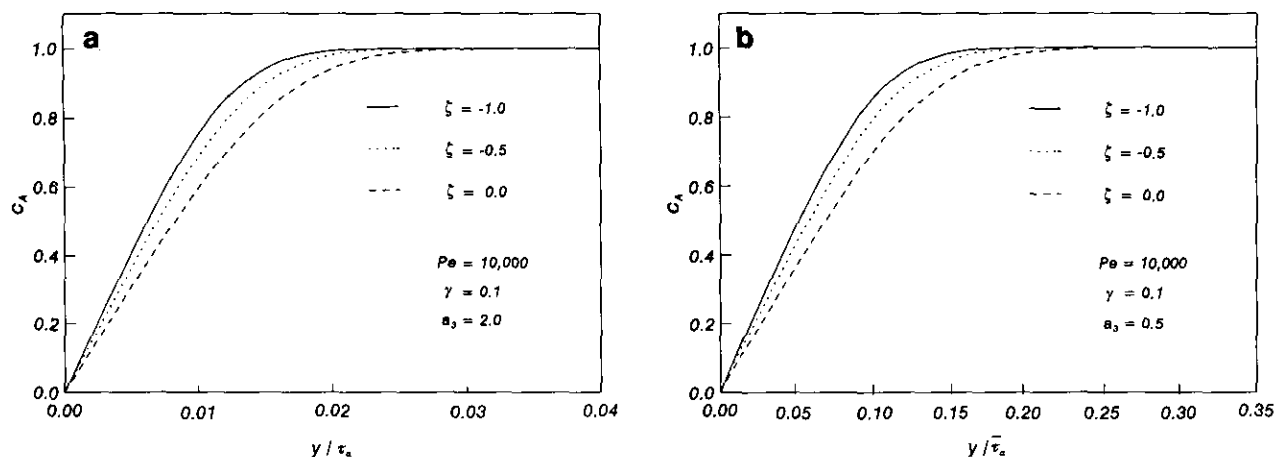 a
1.0
0.8
0.6
0.4
0.2
0.0
C_A
ζ = -1.0
ζ = -0.5
ζ = 0.0
Pe = 10,000
γ = 0.1
a₃ = 2.0
0.00 0.01 0.02 0.03 0.04
y / τₐ
b
1.0
0.8
0.6
0.4
0.2
0.0
C_A
ζ = -1.0
ζ = -0.5
ζ = 0.0
Pe = 10,000
γ = 0.1
a₃ = 0.5
0.00 0.05 0.10 0.15 0.20 0.25 0.30 0.35
y / τ̄ₐ